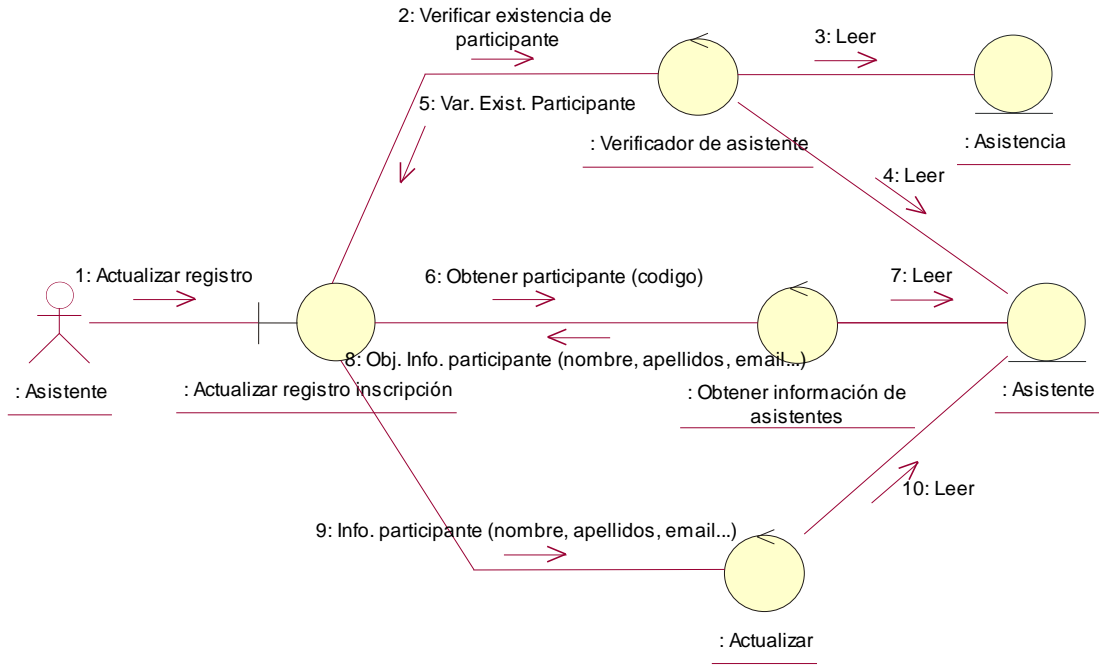 2: Verificar existencia de
participante
3: Leer
5: Var. Exist. Participante
: Verificador de asistente
: Asistencia
4: Leer
1: Actualizar registro
6: Obtener participante (codigo)
7: Leer
8: Obj. Info. participante (nombre, apellidos, email...)
: Asistente
: Actualizar registro inscripción
: Obtener información de
asistentes
: Asistente
10: Leer
9: Info. participante (nombre, apellidos, email...)
: Actualizar